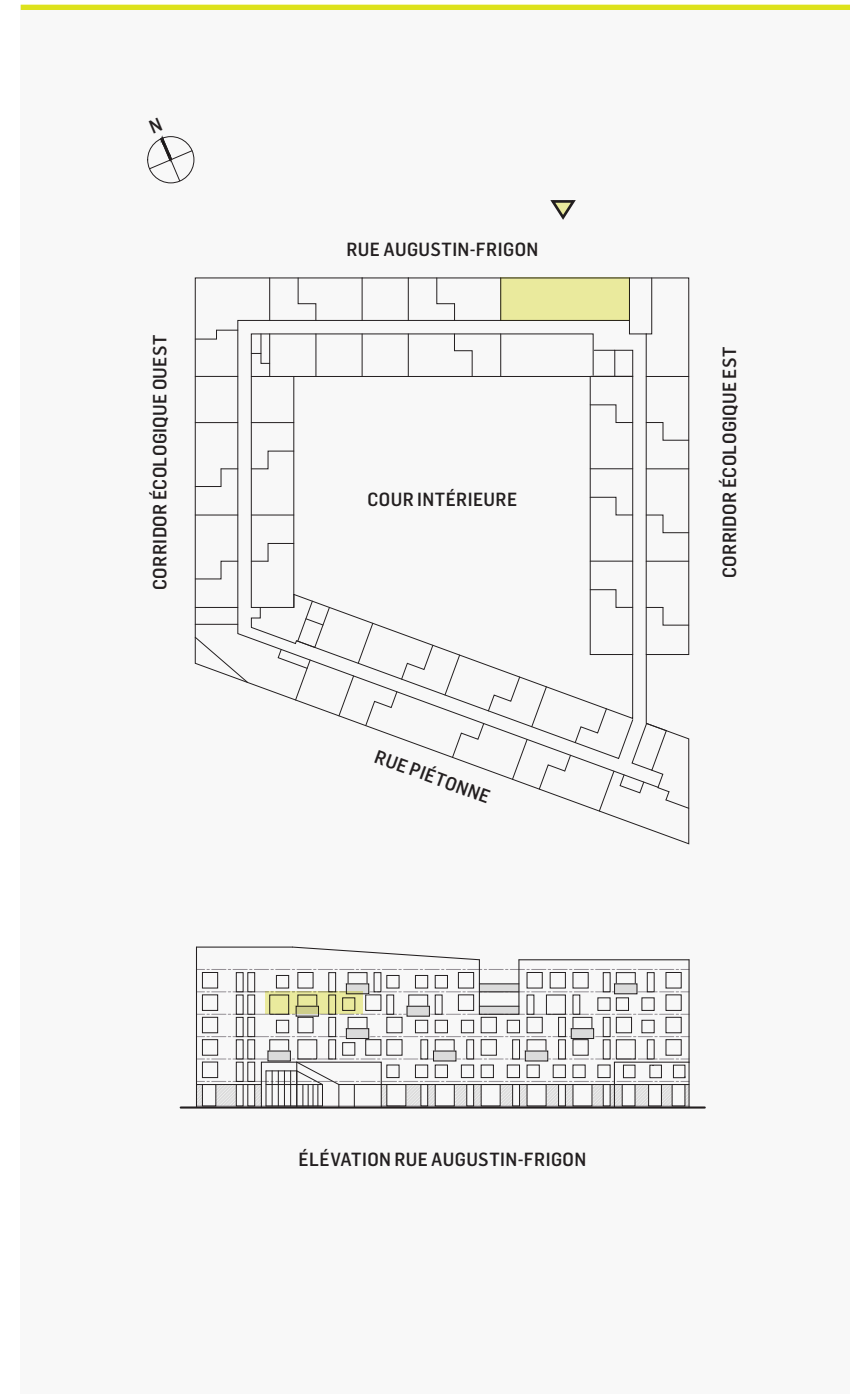 N
RUE AUGUSTIN-FRIGON
CORRIDOR ÉCOLOGIQUE OUEST
CORRIDOR ÉCOLOGIQUE EST
COUR INTÉRIEURE
RUE PIÉTONNE
ÉLÉVATION RUE AUGUSTIN-FRIGON